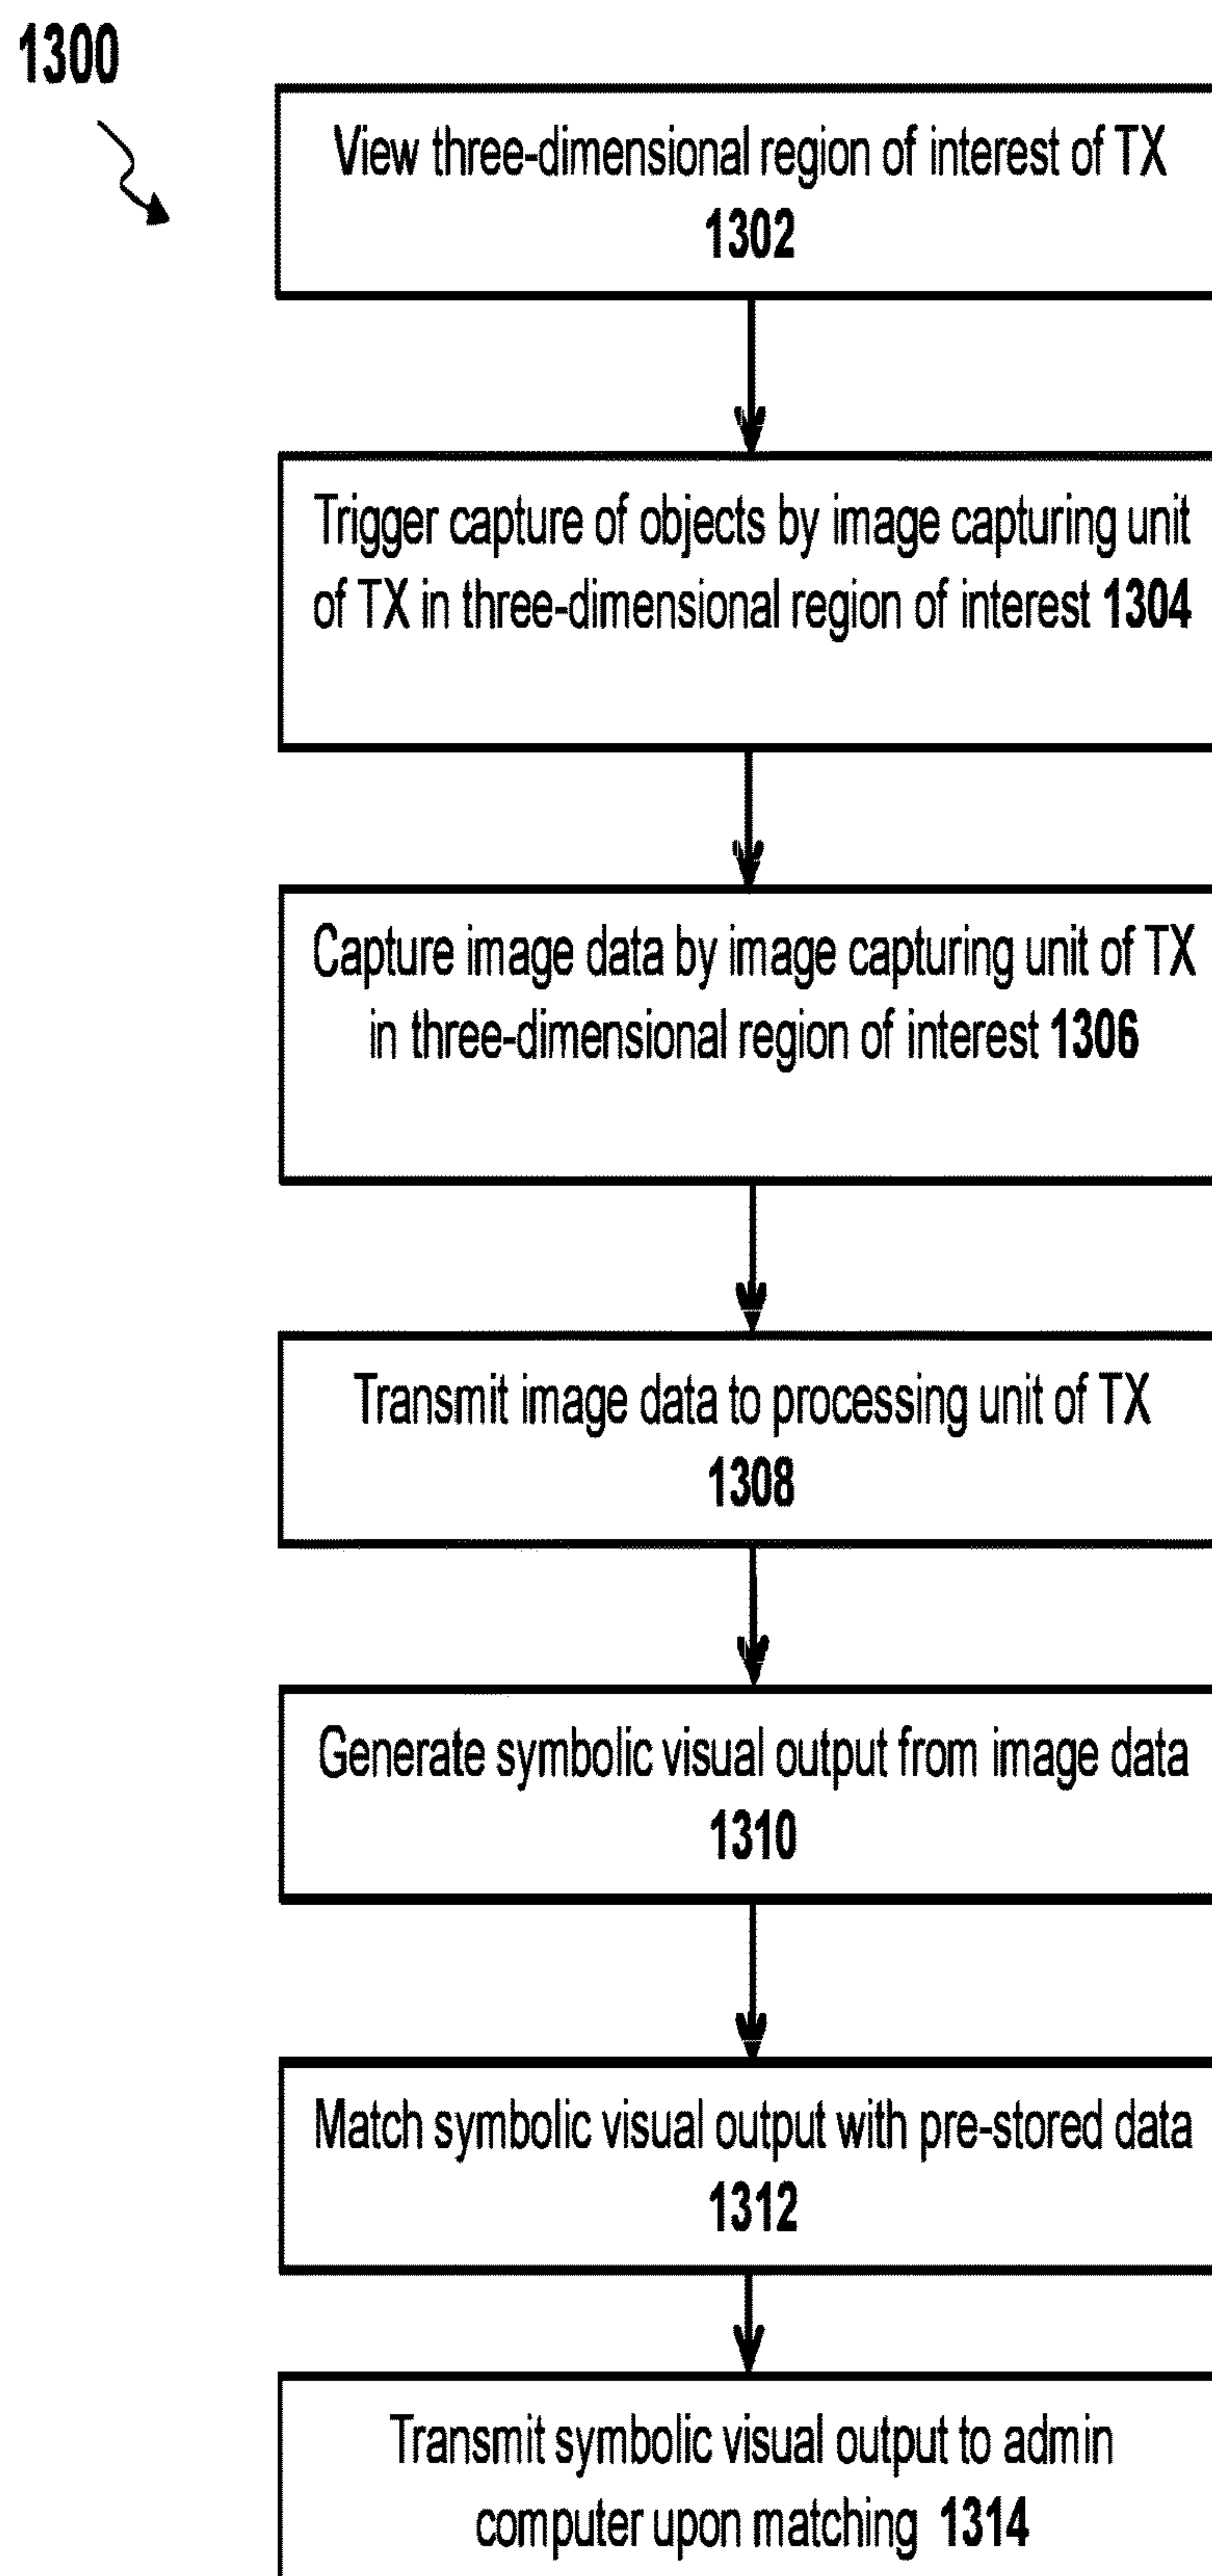 1300
View three-dimensional region of interest of TX
1302
Trigger capture of objects by image capturing unit
of TX in three-dimensional region of interest 1304
Capture image data by image capturing unit of TX
in three-dimensional region of interest 1306
Transmit image data to processing unit of TX
1308
Generate symbolic visual output from image data
1310
Match symbolic visual output with pre-stored data
1312
Transmit symbolic visual output to admin
computer upon matching 1314